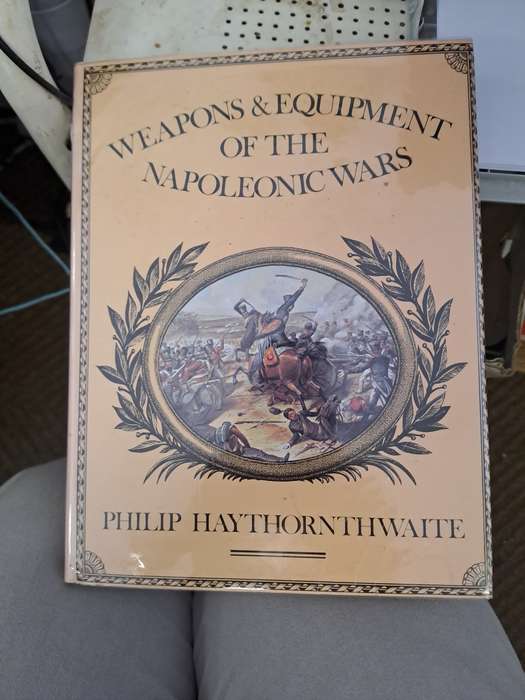 WEAPONS & EQUIPMENT
OF THE
NAPOLEONIC WARS
PHILIP HAYTHORNTHWAITE